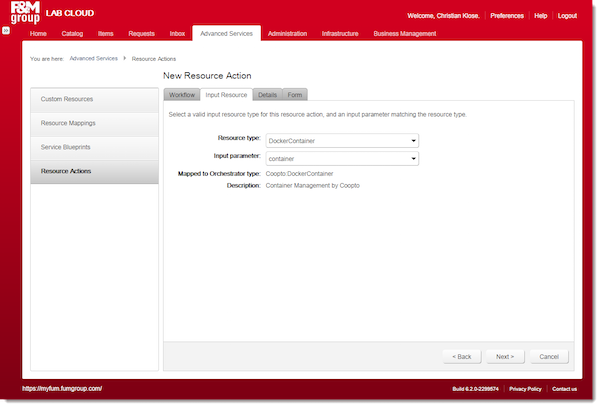 F&M
group
LAB CLOUD
Welcome, Christian Klose. Preferences Help Logout
Home Catalog Items Requests Inbox Advanced Services Administration Infrastructure Business Management
You are here: Advanced Services Resource Actions
New Resource Action
Custom Resources
Resource Mappings
Service Blueprints
Resource Actions
Workflow Input Resource Details Form
Select a valid input resource type for this resource action, and an input parameter matching the resource type.
Resource type: DockerContainer
Input parameter: container
Mapped to Orchestrator type: Coopto:DockerContainer
Description: Container Management by Coopto
< Back Next > Cancel
https://myfum.fumgroup.com/ Build 6.2.0-2299574 Privacy Policy Contact us